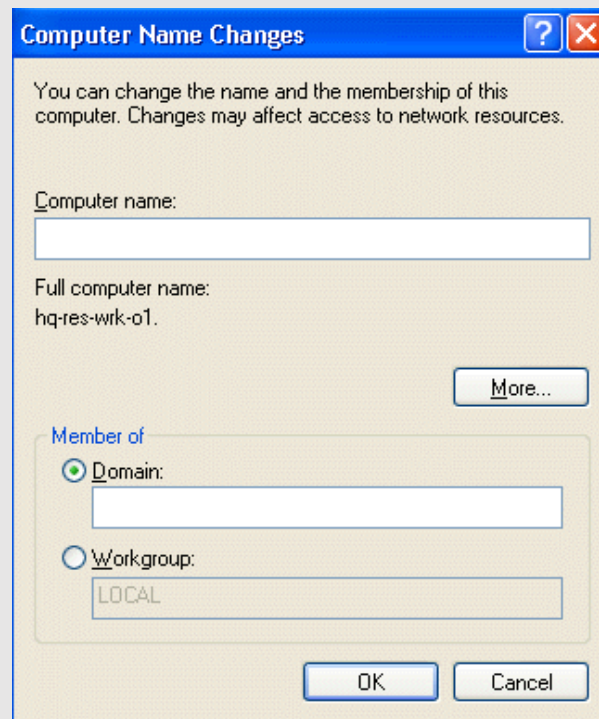 Computer Name Changes
You can change the name and the membership of this
computer. Changes may affect access to network resources.
Computer name:
Full computer name:
hq-res-wrk-o1.
More...
Member of
Domain:
Workgroup:
LOCAL
OK
Cancel